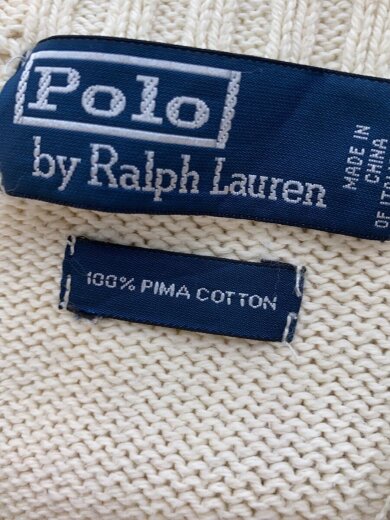 Polo
by Ralph Lauren
MADE IN
CHINA
100% PIMA COTTON